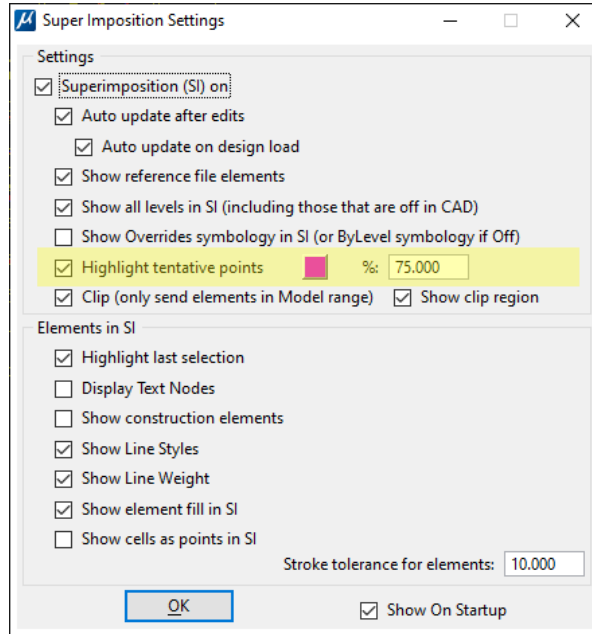 Super Imposition Settings
Settings
Superimposition (SI) on
Auto update after edits
Auto update on design load
Show reference file elements
Show all levels in SI (including those that are off in CAD)
Show Overrides symbology in SI (or ByLevel symbology if Off)
Highlight tentative points %: 75.000
Clip (only send elements in Model range) Show clip region
Elements in SI
Highlight last selection
Display Text Nodes
Show construction elements
Show Line Styles
Show Line Weight
Show element fill in SI
Show cells as points in SI
Stroke tolerance for elements: 10.000
OK Show On Startup